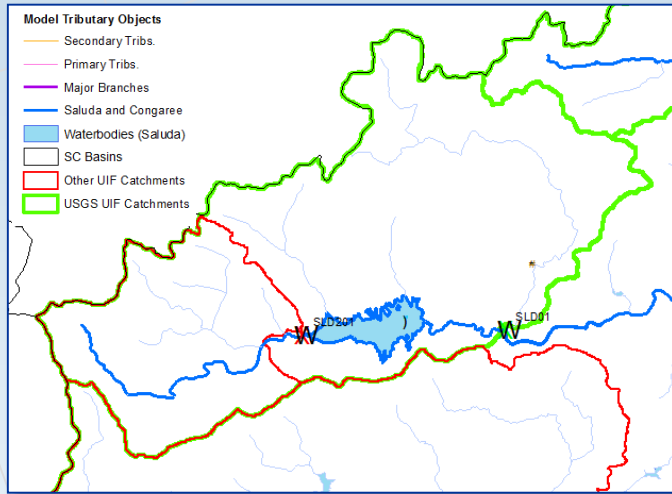 Model Tributary Objects
Secondary Tribs.
Primary Tribs.
Major Branches
Saluda and Congaree
Waterbodies (Saluda)
SC Basins
Other UIF Catchments
USGS UIF Catchments
SLD201
W
SLD01
W
)